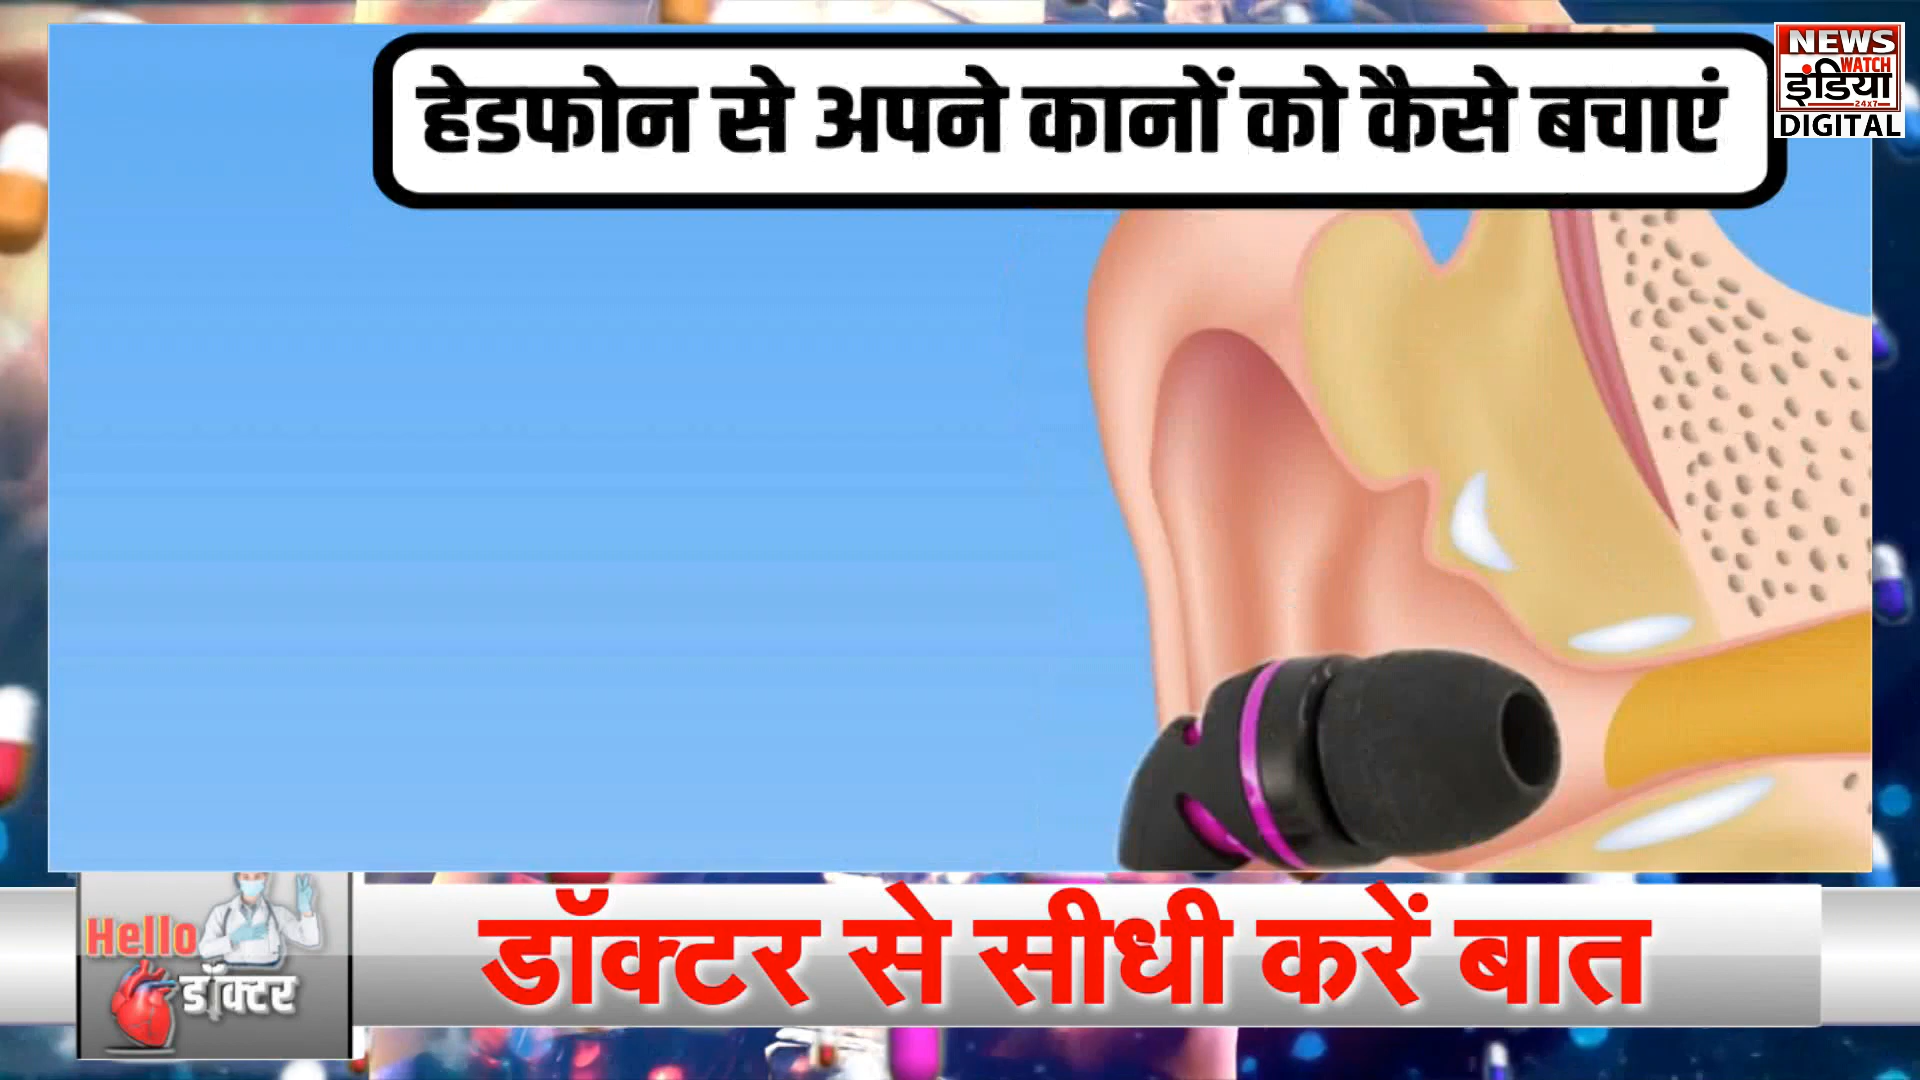 हेडफोन से अपने कानों को कैसे बचाएं
NEWS
WATCH
इंडिया
24x7
DIGITAL
Hello
डॉक्टर
डॉक्टर से सीधी करें बात